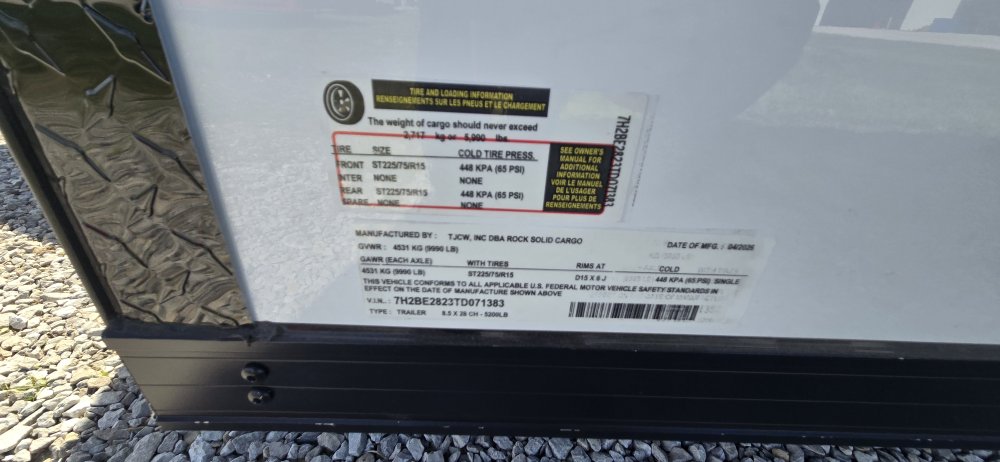 TIRE AND LOADING INFORMATION
RENSEIGNEMENTS SUR LES PNEUS ET LE CHARGEMENT
The weight of cargo should never exceed
2,717 kg or 5,990 lbs.
TIRE SIZE COLD TIRE PRESS.
FRONT ST225/75/R15 448 KPA (65 PSI)
INTER NONE NONE
REAR ST225/75/R15 448 KPA (65 PSI)
SPARE NONE NONE
SEE OWNER'S
MANUAL FOR
ADDITIONAL
INFORMATION
VOIR LE MANUEL
DE L'USAGER
POUR PLUS DE
RENSEIGNEMENTS
7H2BE2823TD071383
MANUFACTURED BY: TJCW, INC DBA ROCK SOLID CARGO DATE OF MFG.: 04/2025
GVWR: 4531 KG (9990 LB)
GAWR (EACH AXLE) WITH TIRES RIMS AT COLD
4531 KG (9990 LB) ST225/75/R15 D15 X 6 J 448 KPA (65 PSI) SINGLE
THIS VEHICLE CONFORMS TO ALL APPLICABLE U.S. FEDERAL MOTOR VEHICLE SAFETY STANDARDS IN
EFFECT ON THE DATE OF MANUFACTURE SHOWN ABOVE
V.I.N.: 7H2BE2823TD071383
TYPE: TRAILER 8.5 X 28 CH - 5200LB